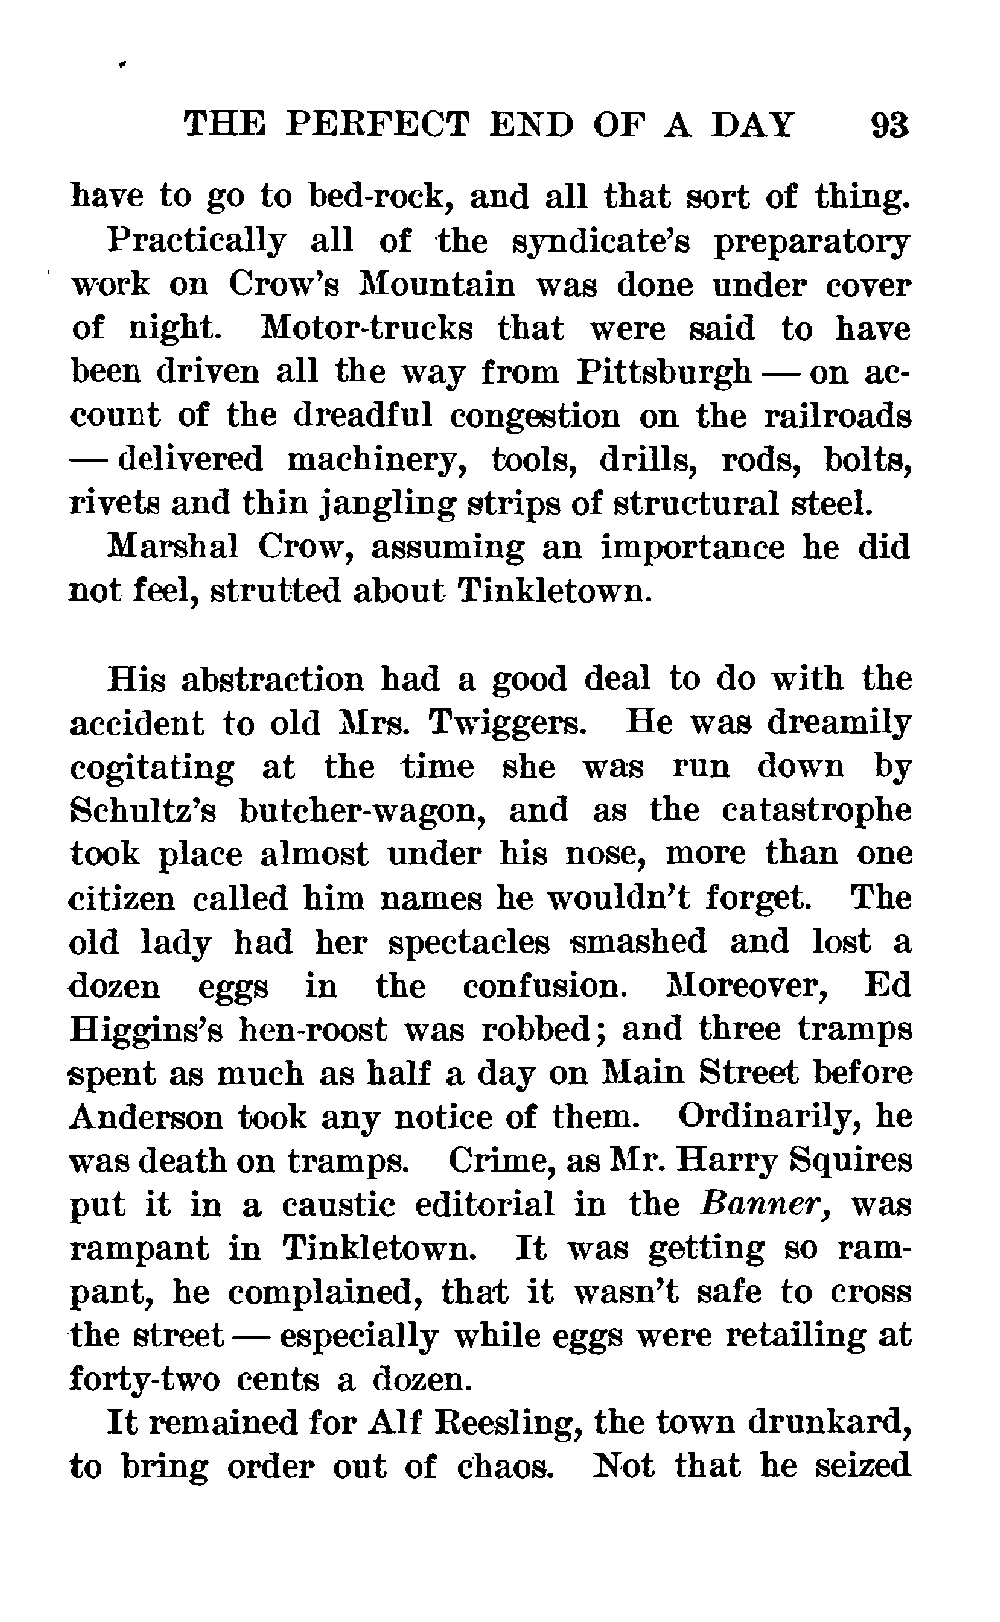 THE PERFECT END OF A DAY 93
have to go to bed-rock, and all that sort of thing.
Practically all of the syndicate's preparatory
work on Crow's Mountain was done under cover
of night. Motor-trucks that were said to have
been driven all the way from Pittsburgh — on ac-
count of the dreadful congestion on the railroads
— delivered machinery, tools, drills, rods, bolts,
rivets and thin jangling strips of structural steel.
Marshal Crow, assuming an importance he did
not feel, strutted about Tinkletown.
His abstraction had a good deal to do with the
accident to old Mrs. Twiggers. He was dreamily
cogitating at the time she was run down by
Schultz's butcher-wagon, and as the catastrophe
took place almost under his nose, more than one
citizen called him names he wouldn't forget. The
old lady had her spectacles smashed and lost a
dozen eggs in the confusion. Moreover, Ed
Higgins's hen-roost was robbed; and three tramps
spent as much as half a day on Main Street before
Anderson took any notice of them. Ordinarily, he
was death on tramps. Crime, as Mr. Harry Squires
put it in a caustic editorial in the Banner, was
rampant in Tinkletown. It was getting so ram-
pant, he complained, that it wasn't safe to cross
the street — especially while eggs were retailing at
forty-two cents a dozen.
It remained for Alf Reesling, the town drunkard,
to bring order out of chaos. Not that he seized